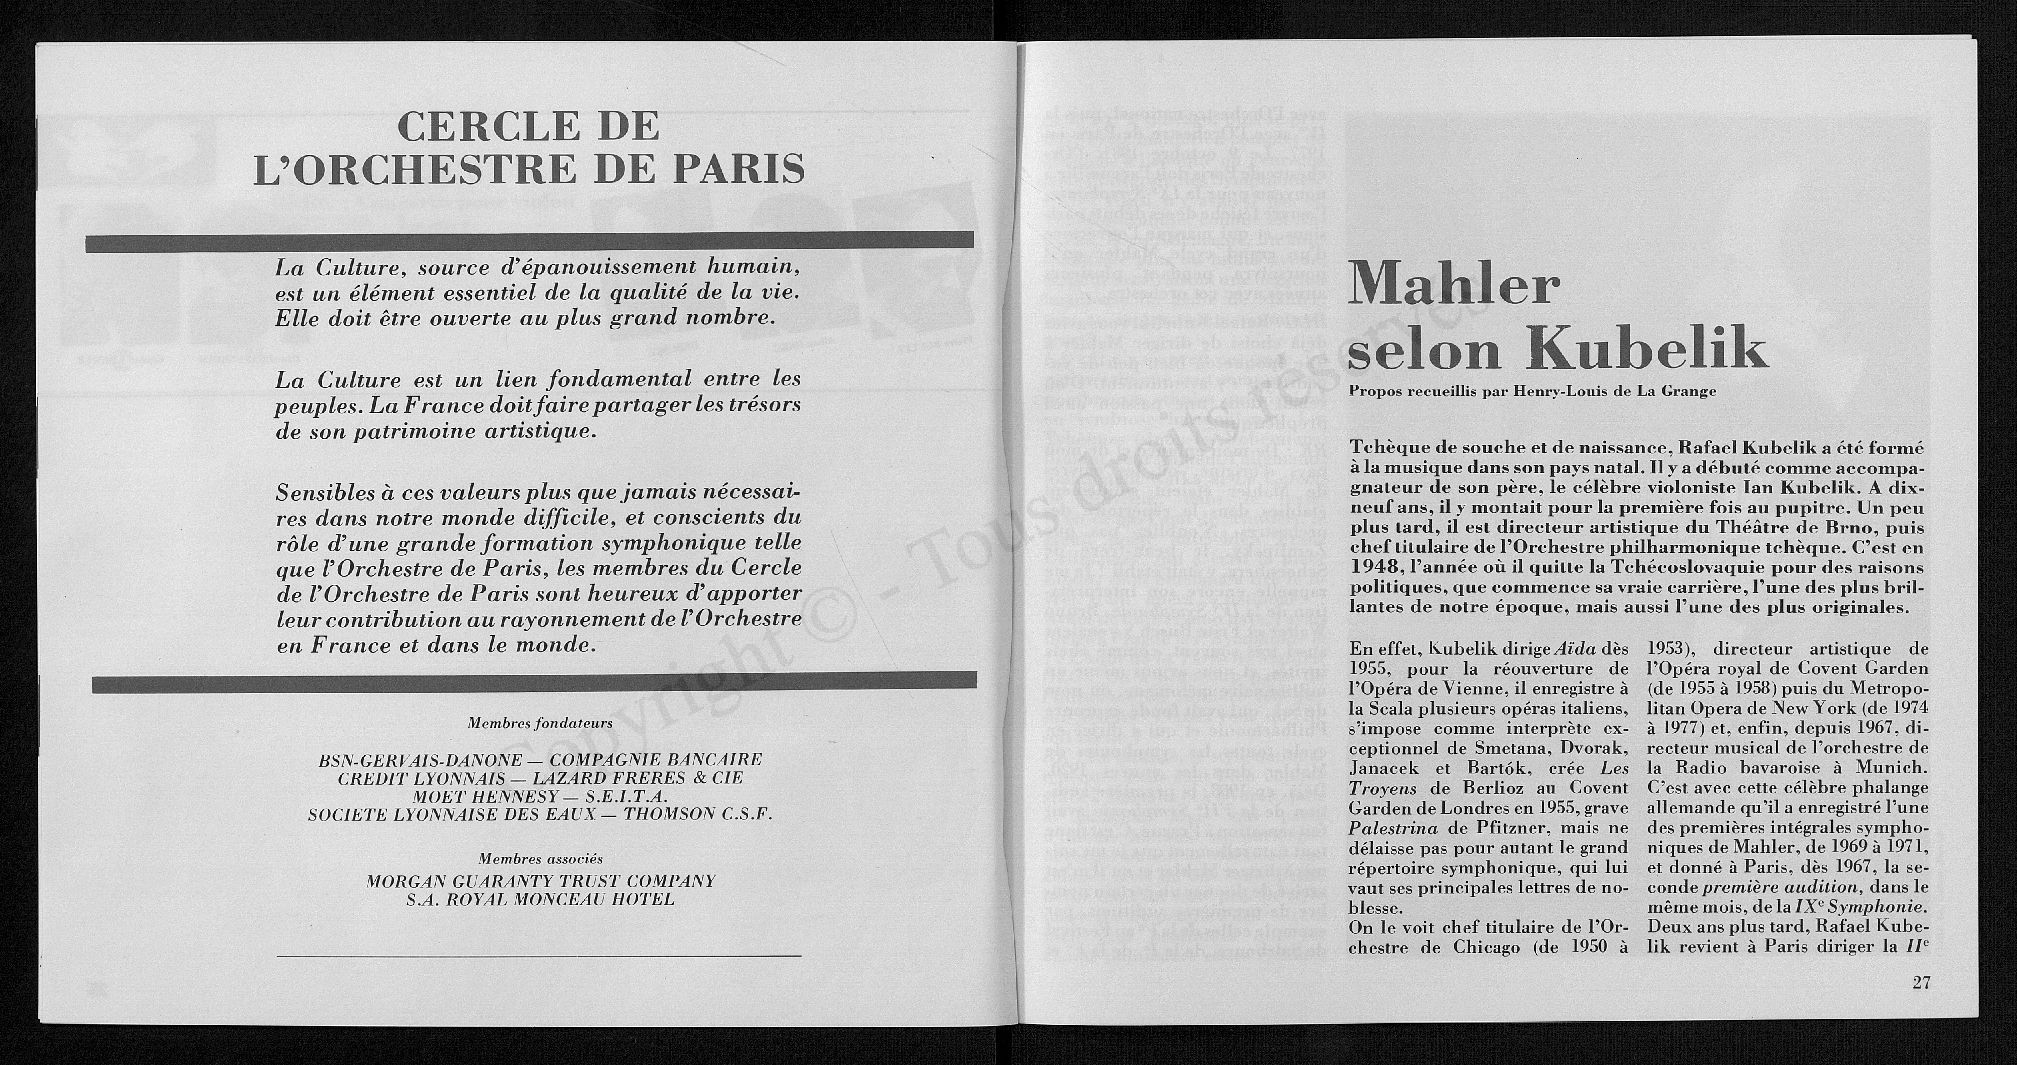 CERCLE DE
L'ORCHESTRE DE PARIS
La Culture, source d'épanouissement humain,
est un élément essentiel de la qualité de la vie.
Elle doit être ouverte au plus grand nombre.
La Culture est un lien fondamental entre les
peuples. La France doit faire partager les trésors
de son patrimoine artistique.
Sensibles à ces valeurs plus que jamais nécessai-
res dans notre monde difficile, et conscients du
rôle d'une grande formation symphonique telle
que l'Orchestre de Paris, les membres du Cercle
de l'Orchestre de Paris sont heureux d'apporter
leur contribution au rayonnement de l'Orchestre
en France et dans le monde.
Membres fondateurs
BSN-GERVAIS-DANONE — COMPAGNIE BANCAIRE
CREDIT LYONNAIS — LAZARD FRERES & CIE
MOET HENNESY — S.E.I.T.A.
SOCIETE LYONNAISE DES EAUX — THOMSON C.S.F.
Membres associés
MORGAN GUARANTY TRUST COMPANY
S.A. ROYAL MONCEAU HOTEL
Copyright © - Tous droits réservés
Mahler
selon Kubelik
Propos recueillis par Henry-Louis de La Grange
Tchèque de souche et de naissance, Rafael Kubelik a été formé
à la musique dans son pays natal. Il y a débuté comme accompa-
gnateur de son père, le célèbre violoniste Ian Kubelik. A dix-
neuf ans, il y montait pour la première fois au pupitre. Un peu
plus tard, il est directeur artistique du Théâtre de Brno, puis
chef titulaire de l'Orchestre philharmonique tchèque. C'est en
1948, l'année où il quitte la Tchécoslovaquie pour des raisons
politiques, que commence sa vraie carrière, l'une des plus bril-
lantes de notre époque, mais aussi l'une des plus originales.
En effet, Kubelik dirige Aïda dès
1955, pour la réouverture de
l'Opéra de Vienne, il enregistre à
la Scala plusieurs opéras italiens,
s'impose comme interprète ex-
ceptionnel de Smetana, Dvorak,
Janacek et Bartók, crée Les
Troyens de Berlioz au Covent
Garden de Londres en 1955, grave
Palestrina de Pfitzner, mais ne
délaisse pas pour autant le grand
répertoire symphonique, qui lui
vaut ses principales lettres de no-
blesse.
On le voit chef titulaire de l'Or-
chestre de Chicago (de 1950 à
1953), directeur artistique de
l'Opéra royal de Covent Garden
(de 1955 à 1958) puis du Metropo-
litan Opera de New York (de 1974
à 1977) et, enfin, depuis 1967, di-
recteur musical de l'orchestre de
la Radio bavaroise à Munich.
C'est avec cette célèbre phalange
allemande qu'il a enregistré l'une
des premières intégrales sympho-
niques de Mahler, de 1969 à 1971,
et donné à Paris, dès 1967, la se-
conde première audition, dans le
même mois, de la IXe Symphonie.
Deux ans plus tard, Rafael Kube-
lik revient à Paris diriger la IIe
27